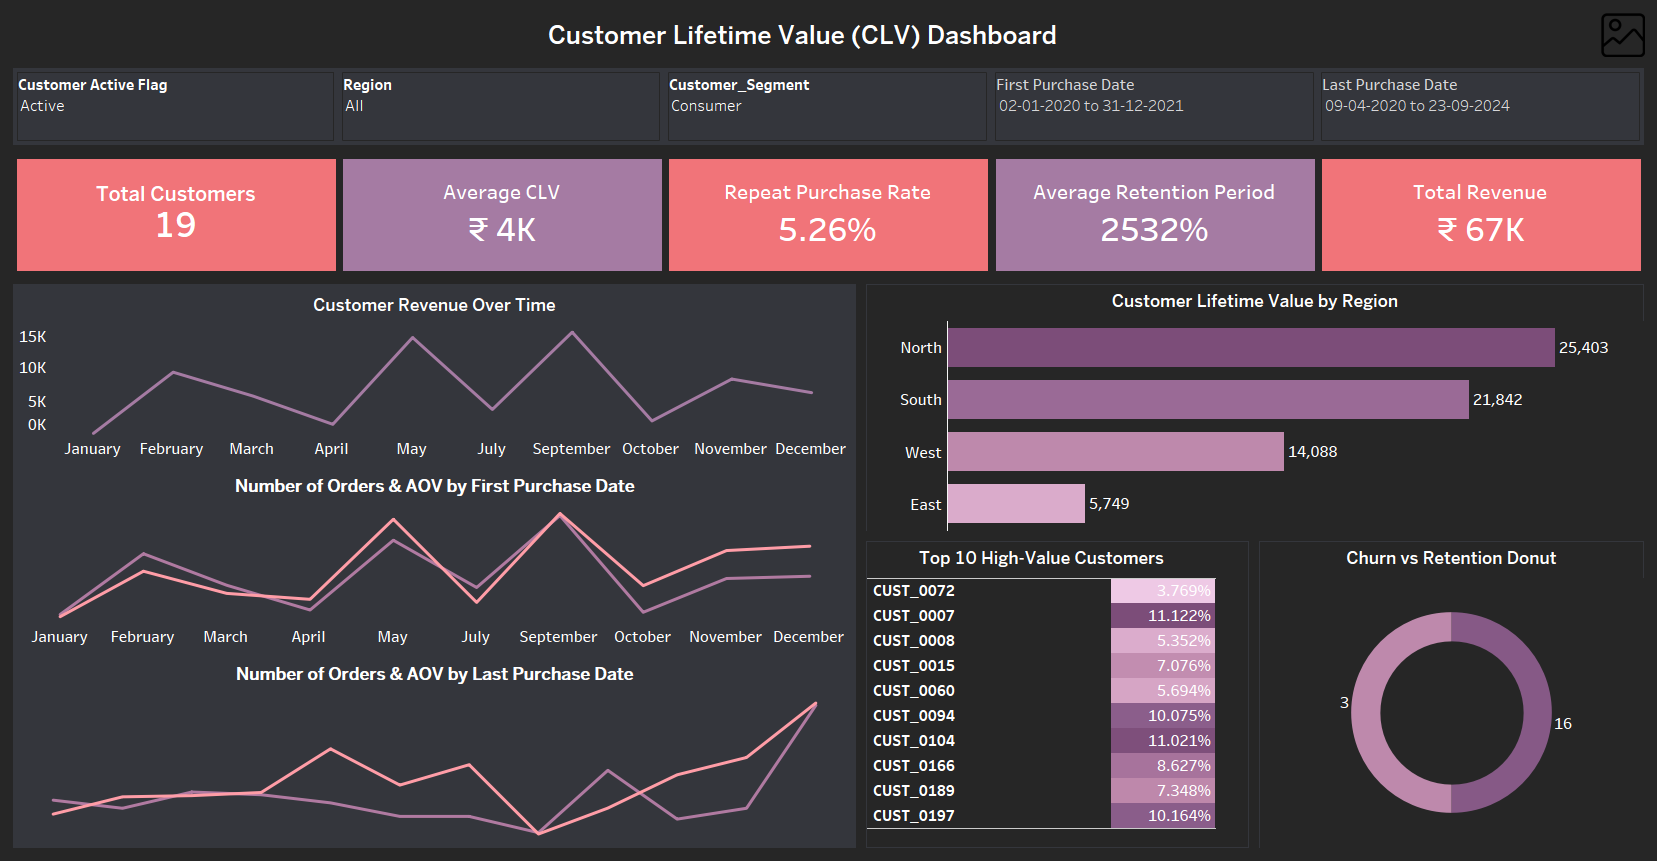 Customer Lifetime Value (CLV) Dashboard
Customer Active Flag
Active
Region
All
Customer_Segment
Consumer
First Purchase Date
02-01-2020 to 31-12-2021
Last Purchase Date
09-04-2020 to 23-09-2024
Total Customers
19
Average CLV
₹ 4K
Repeat Purchase Rate
5.26%
Average Retention Period
2532%
Total Revenue
₹ 67K
Customer Revenue Over Time
15K
10K
5K
0K
January February March April May July September October November December
Number of Orders & AOV by First Purchase Date
January February March April May July September October November December
Number of Orders & AOV by Last Purchase Date
Customer Lifetime Value by Region
North 25,403
South 21,842
West 14,088
East 5,749
Top 10 High-Value Customers
CUST_0072 3.769%
CUST_0007 11.122%
CUST_0008 5.352%
CUST_0015 7.076%
CUST_0060 5.694%
CUST_0094 10.075%
CUST_0104 11.021%
CUST_0166 8.627%
CUST_0189 7.348%
CUST_0197 10.164%
Churn vs Retention Donut
3
16